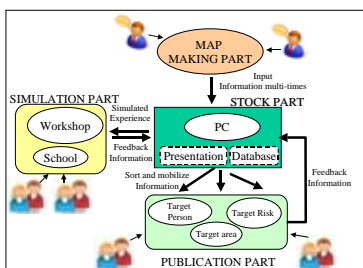 MAP
MAKING PART
Input
Information multi-times
SIMULATION PART
Simulated
Experience
STOCK PART
Workshop
School
Feedback
Information
PC
Presentation
Database
Sort and mobilize
Information
Feedback
Information
Target
Person
Target Risk
Target area
PUBLICATION PART